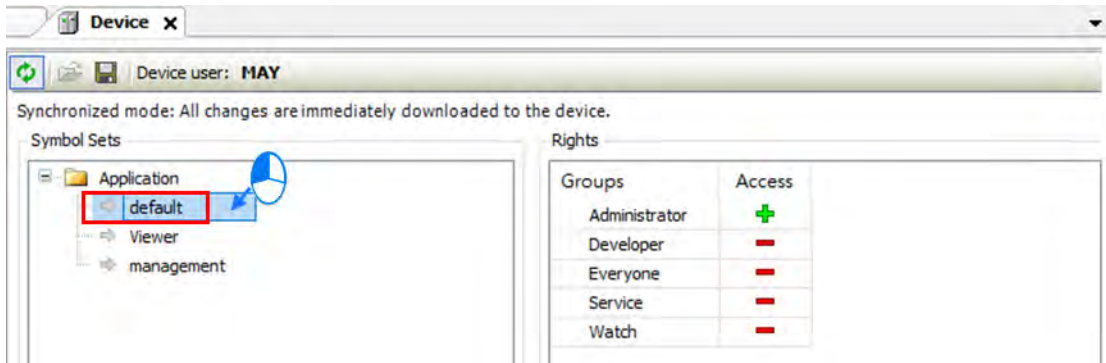 Device
Device user: MAY
Synchronized mode: All changes are immediately downloaded to the device.
Symbol Sets
Application
default
Viewer
management
Rights
Groups Access
Administrator
Developer
Everyone
Service
Watch